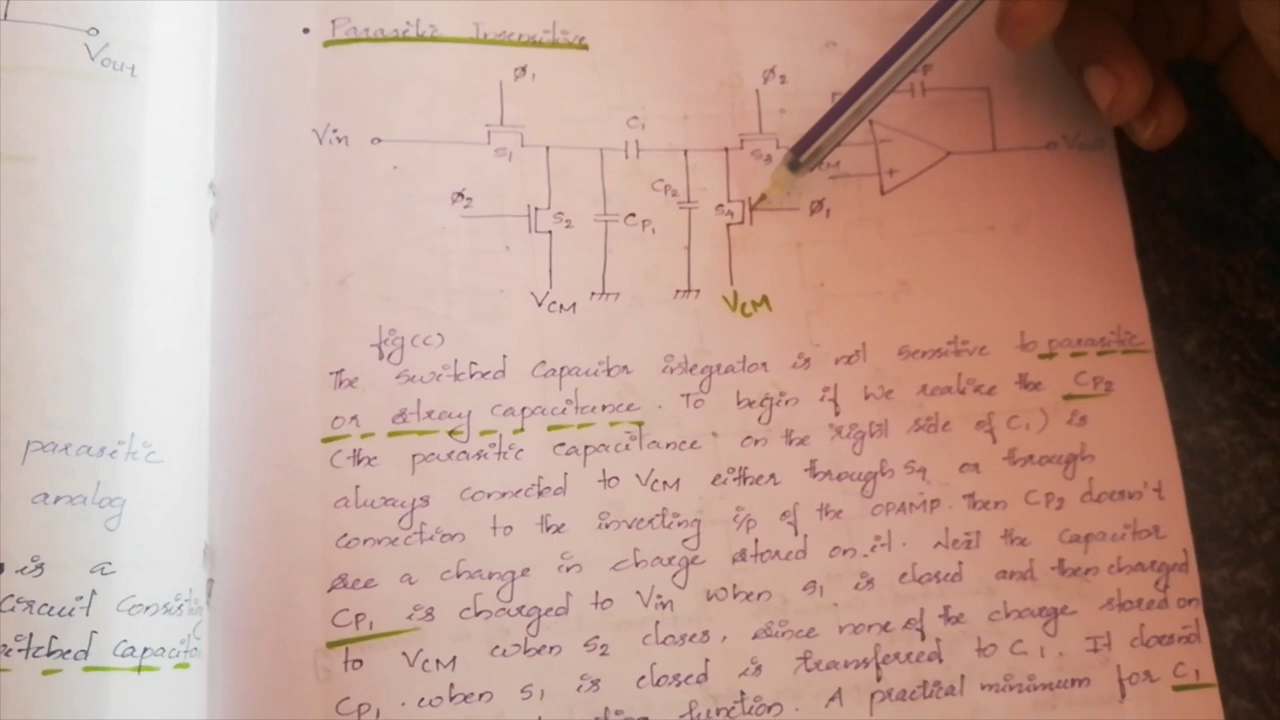 Vout
• Parasitic Insensitive
Φ1
Φ2
CF
Vin
C1
S1
S3
Vout
-
+
CM
Φ2
S2
CP1
CP2
S4
Φ1
VCM
VCM
fig(c)
The switched capacitor integrator is not sensitive to parasitic
or stray capacitance. To begin if we realize the CP2
(the parasitic capacitance on the right side of C1) is
always connected to VCM either through S4 or through
connection to the inverting i/p of the OPAMP. Then CP2 doesn't
see a change in charge stored on it. Next the capacitor
CP1 is charged to Vin when S1 is closed and then charged
to VCM when S2 closes, since none of the charge stored on
CP1. when S1 is closed is transferred to C1. It doesnot
function. A practical minimum for C1
parasitic
analog
is a
circuit consisting
itched capacito